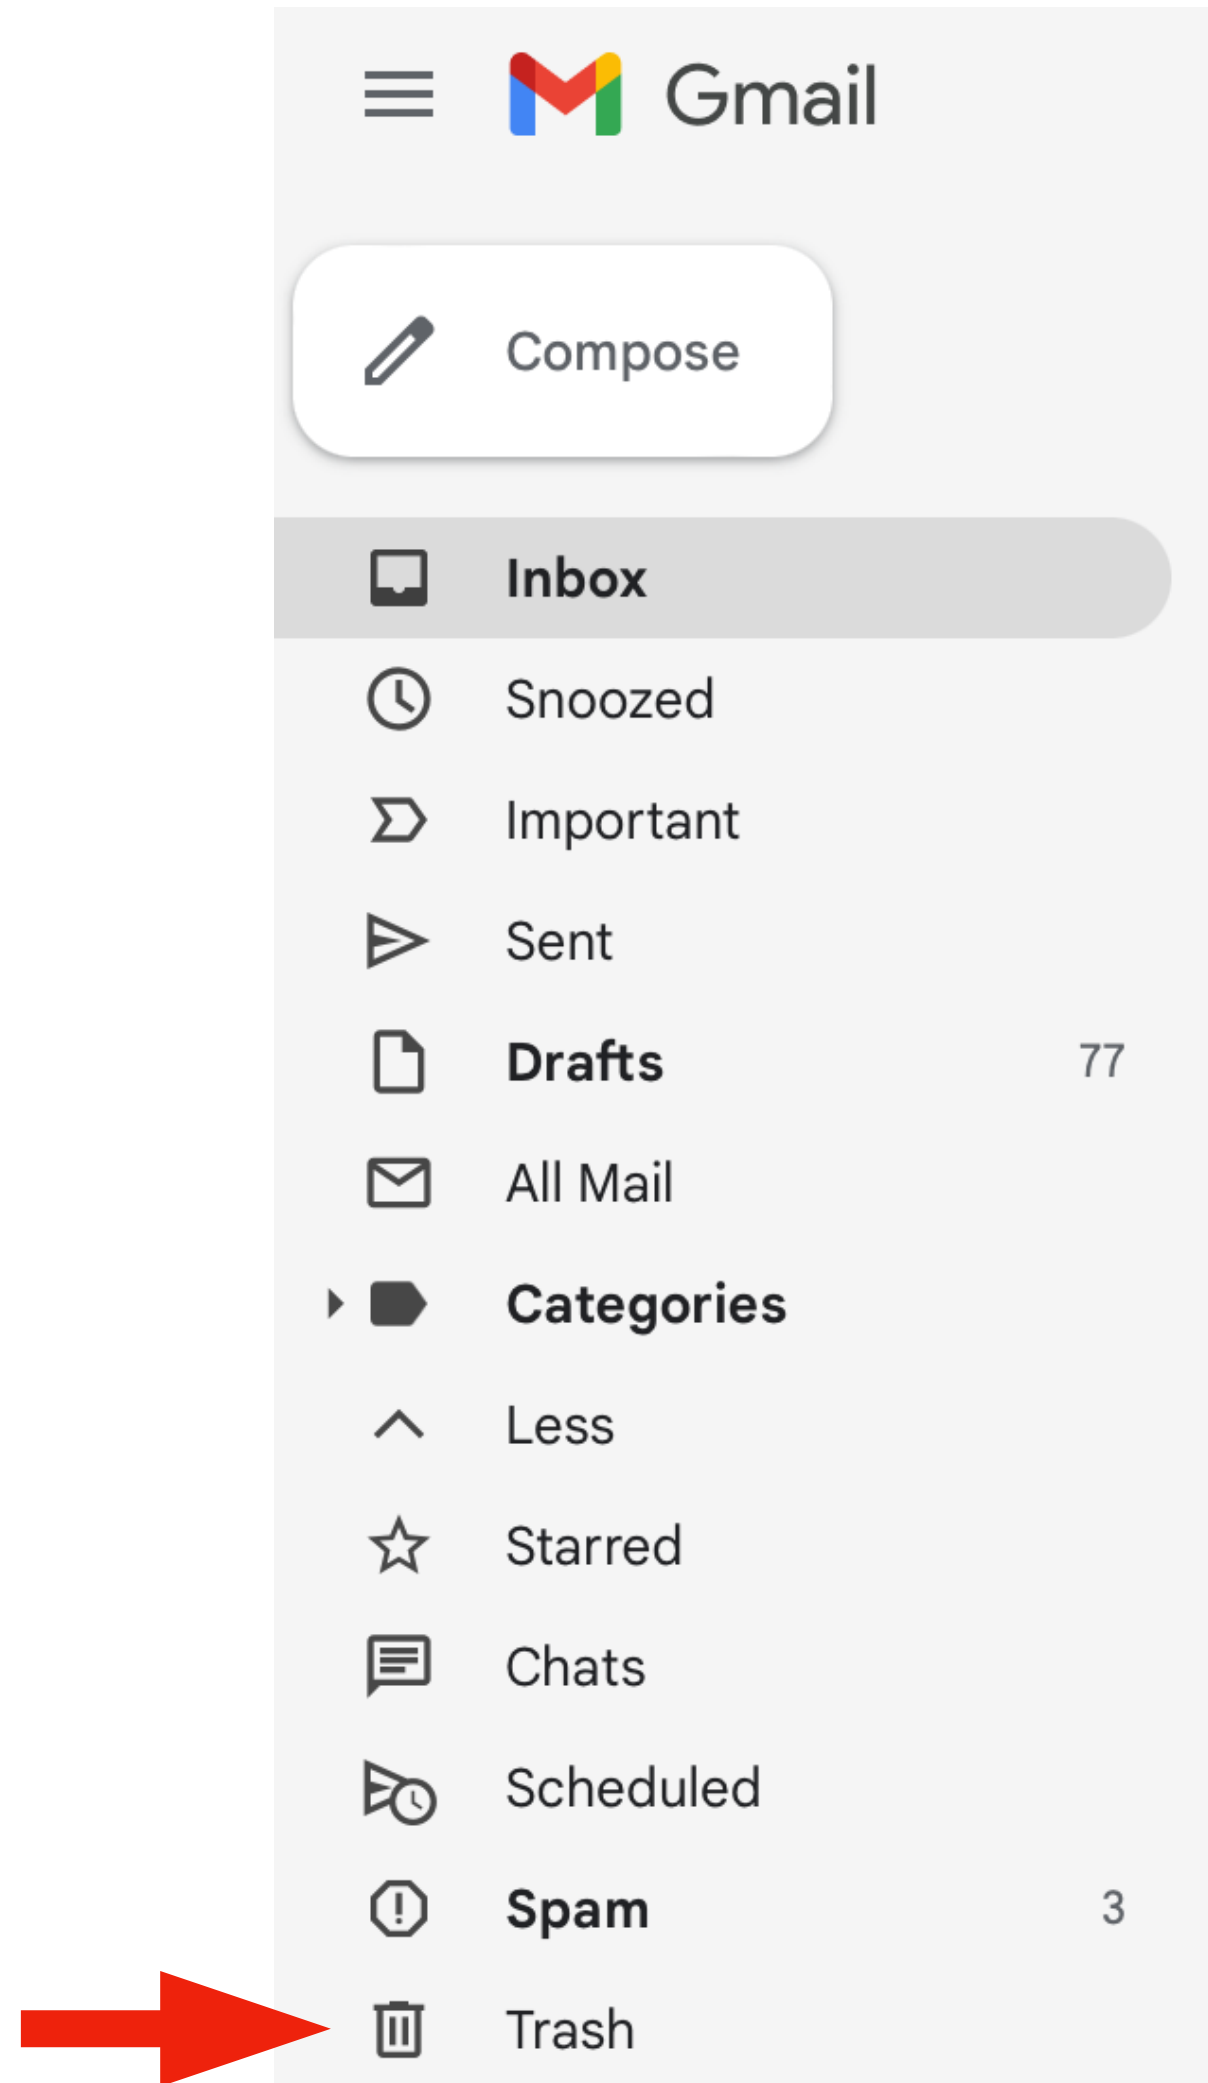 Gmail
Compose
Inbox
Snoozed
Important
Sent
Drafts 77
All Mail
Categories
Less
Starred
Chats
Scheduled
Spam 3
Trash